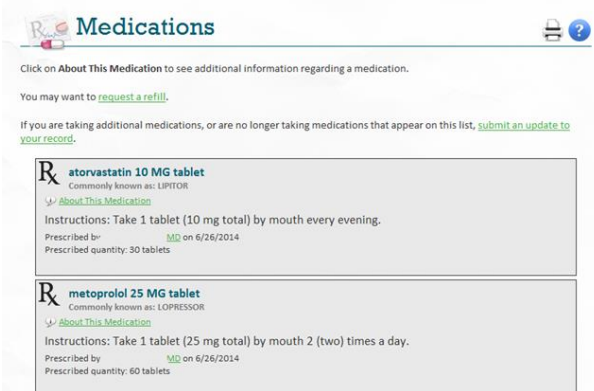 Rx Medications
?
Click on About This Medication to see additional information regarding a medication.
You may want to request a refill.
If you are taking additional medications, or are no longer taking medications that appear on this list, submit an update to
your record.
Rx atorvastatin 10 MG tablet
Commonly known as: LIPITOR
About This Medication
Instructions: Take 1 tablet (10 mg total) by mouth every evening.
Prescribed by MD on 6/26/2014
Prescribed quantity: 30 tablets
Rx metoprolol 25 MG tablet
Commonly known as: LOPRESSOR
About This Medication
Instructions: Take 1 tablet (25 mg total) by mouth 2 (two) times a day.
Prescribed by MD on 6/26/2014
Prescribed quantity: 60 tablets